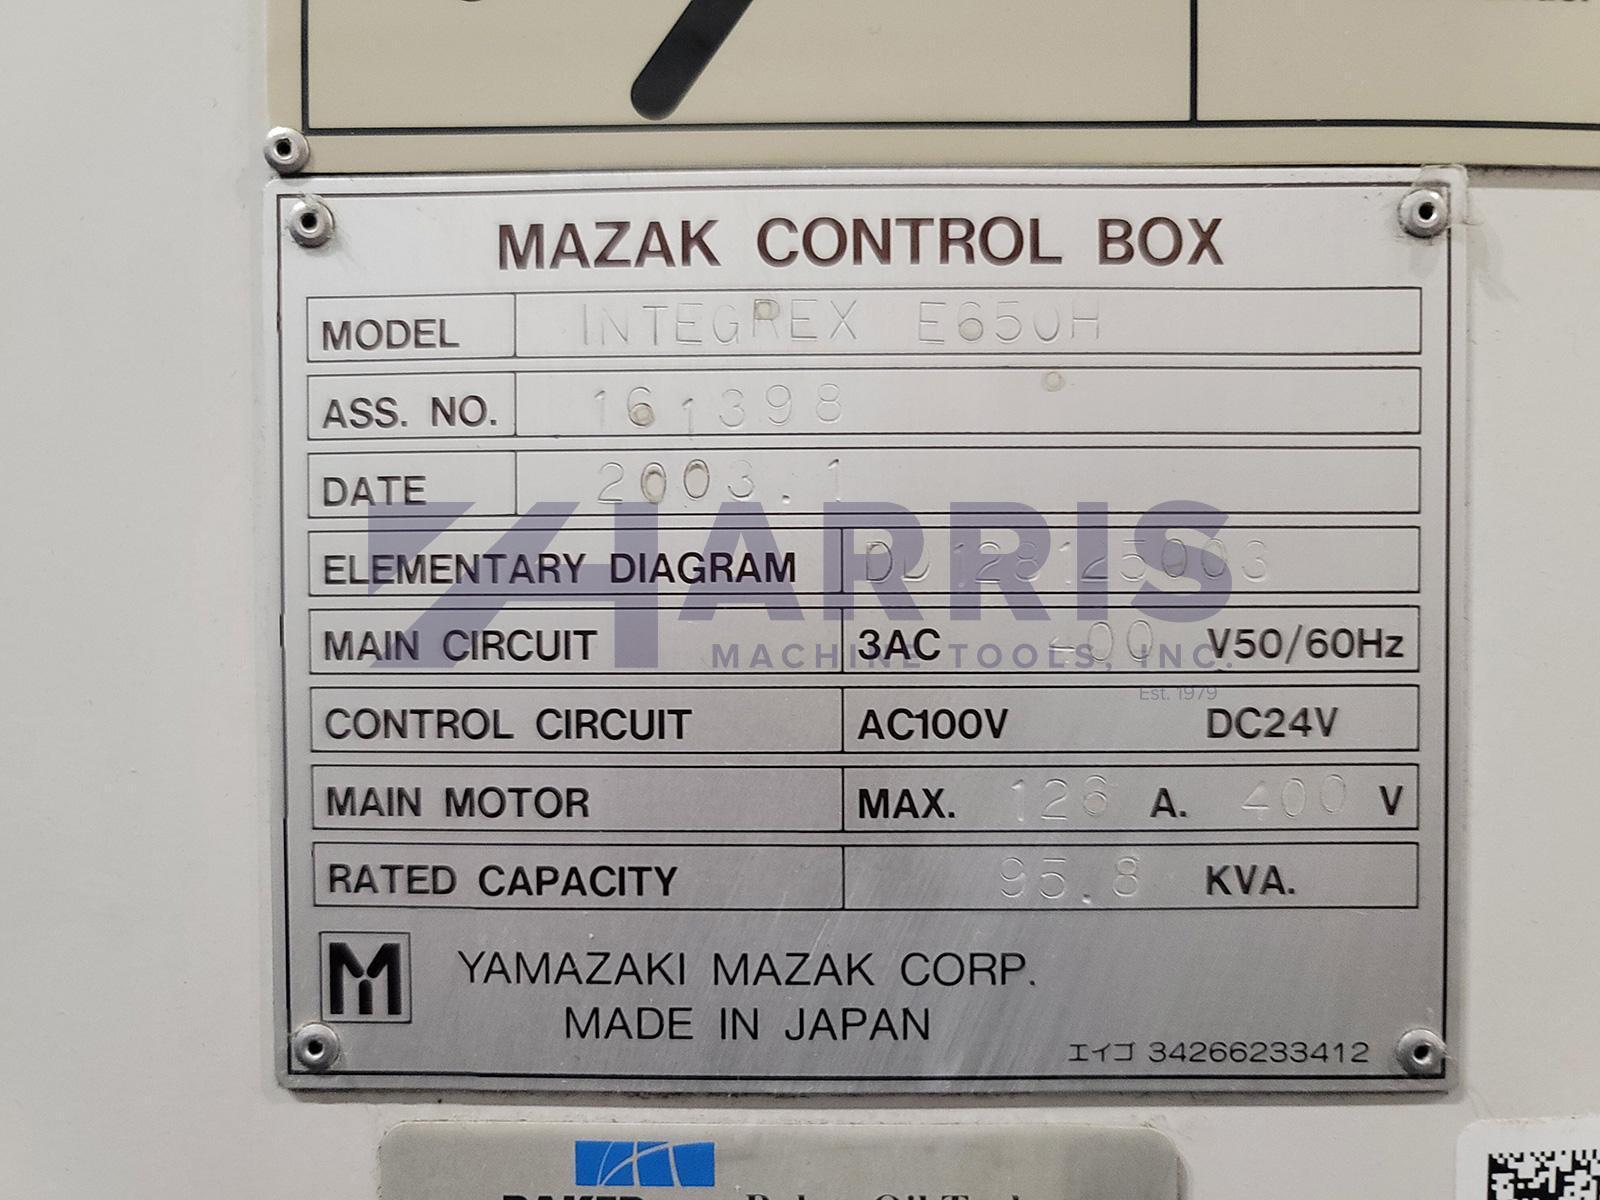 MAZAK CONTROL BOX
MODEL INTEGREX E650H
ASS. NO. 161398
DATE 2003.1
ELEMENTARY DIAGRAM
MAIN CIRCUIT 3AC 400 V50/60Hz
CONTROL CIRCUIT AC100V DC24V
MAIN MOTOR MAX. 126 A. 400 V
RATED CAPACITY 95.8 KVA.
M YAMAZAKI MAZAK CORP.
MADE IN JAPAN
エイゴ 34266233412
HARRIS
MACHINE TOOLS, INC.
Est. 1979